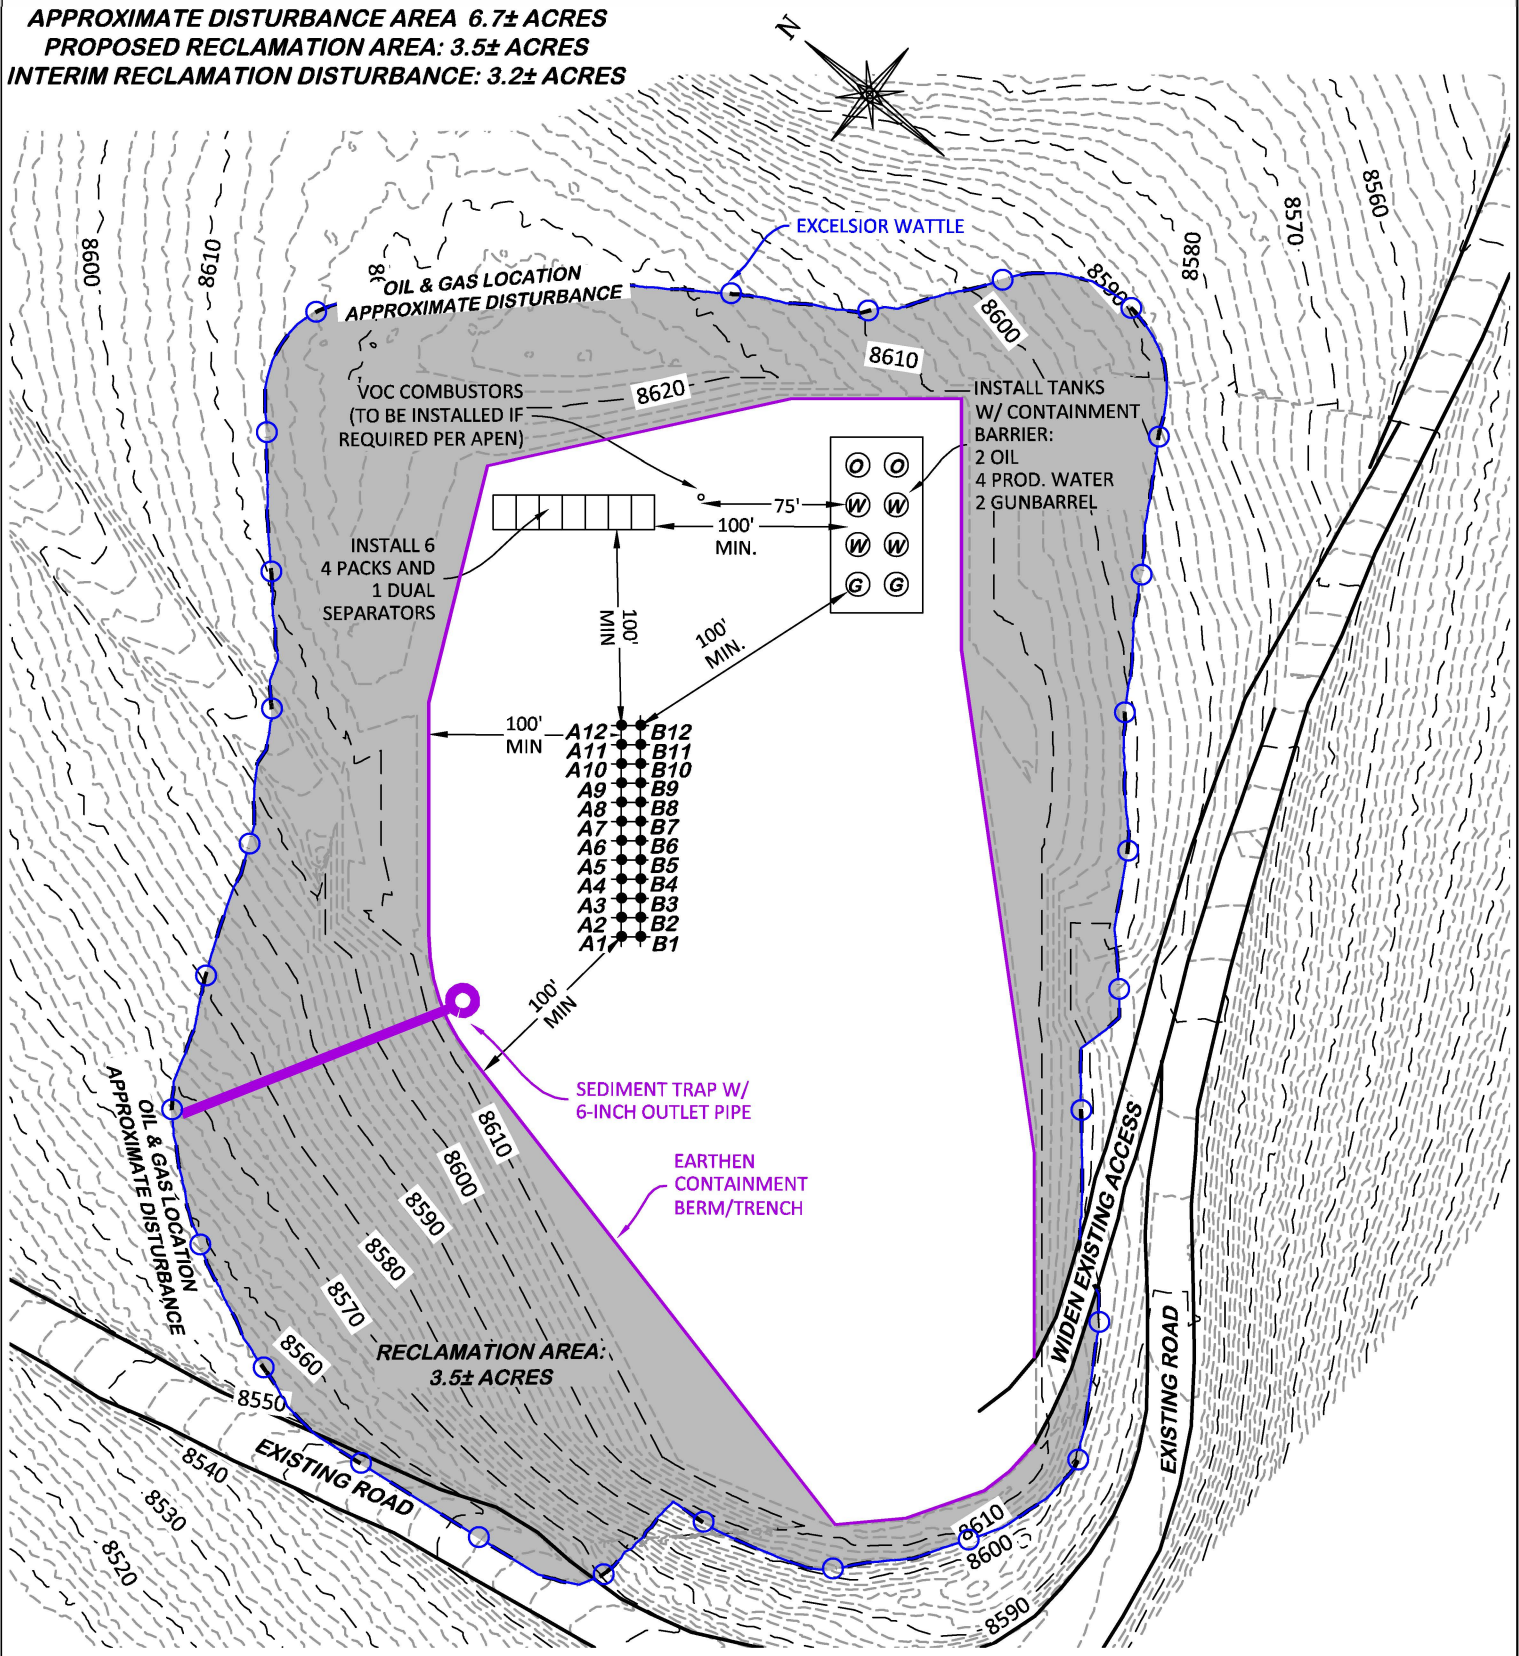 APPROXIMATE DISTURBANCE AREA 6.7± ACRES
PROPOSED RECLAMATION AREA: 3.5± ACRES
INTERIM RECLAMATION DISTURBANCE: 3.2± ACRES
N
8600
8610
OIL & GAS LOCATION
APPROXIMATE DISTURBANCE
EXCELSIOR WATTLE
8590
8580
8570
8560
8600
8610
8620
VOC COMBUSTORS
(TO BE INSTALLED IF
REQUIRED PER APEN)
INSTALL TANKS
W/ CONTAINMENT
BARRIER:
2 OIL
4 PROD. WATER
2 GUNBARREL
O O
W W
W W
G G
75'
100'
MIN.
INSTALL 6
4 PACKS AND
1 DUAL
SEPARATORS
100'
MIN
100'
MIN.
100'
MIN
A12 B12
A11 B11
A10 B10
A9 B9
A8 B8
A7 B7
A6 B6
A5 B5
A4 B4
A3 B3
A2 B2
A1 B1
100'
MIN
SEDIMENT TRAP W/
6-INCH OUTLET PIPE
EARTHEN
CONTAINMENT
BERM/TRENCH
OIL & GAS LOCATION
APPROXIMATE DISTURBANCE
8610
8600
8590
8580
8570
8560
8550
8540
8530
8520
RECLAMATION AREA:
3.5± ACRES
EXISTING ROAD
WIDEN EXISTING ACCESS
EXISTING ROAD
8610
8600
8590